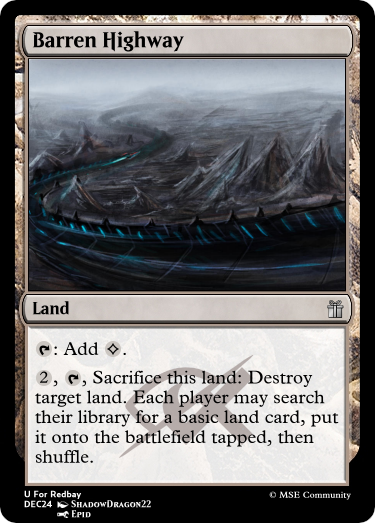 Barren Highway
Land
: Add .
2, , Sacrifice this land: Destroy
target land. Each player may search
their library for a basic land card, put
it onto the battlefield tapped, then
shuffle.
U For Redbay
DEC24 ShadowDragon22
Epid
© MSE Community